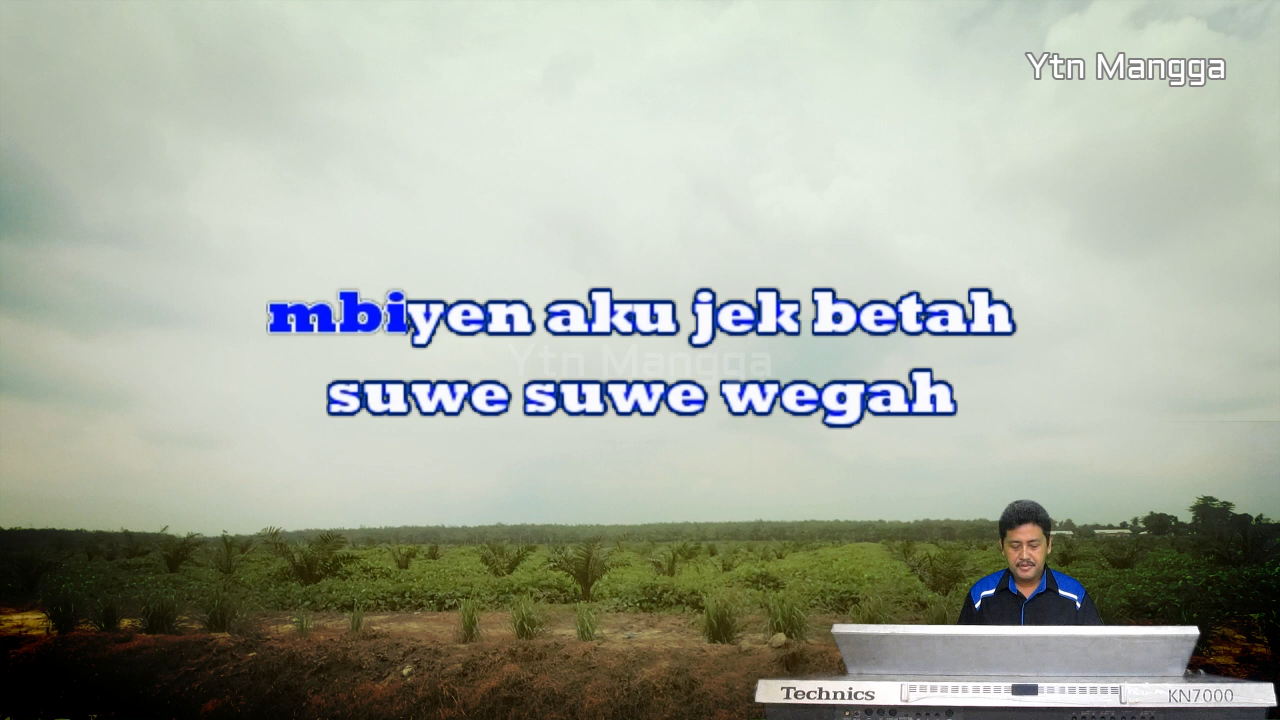 Ytn Mangga
mbiyen aku jek betah
Ytn Mangga
suwe suwe wegah
Technics
KN7000